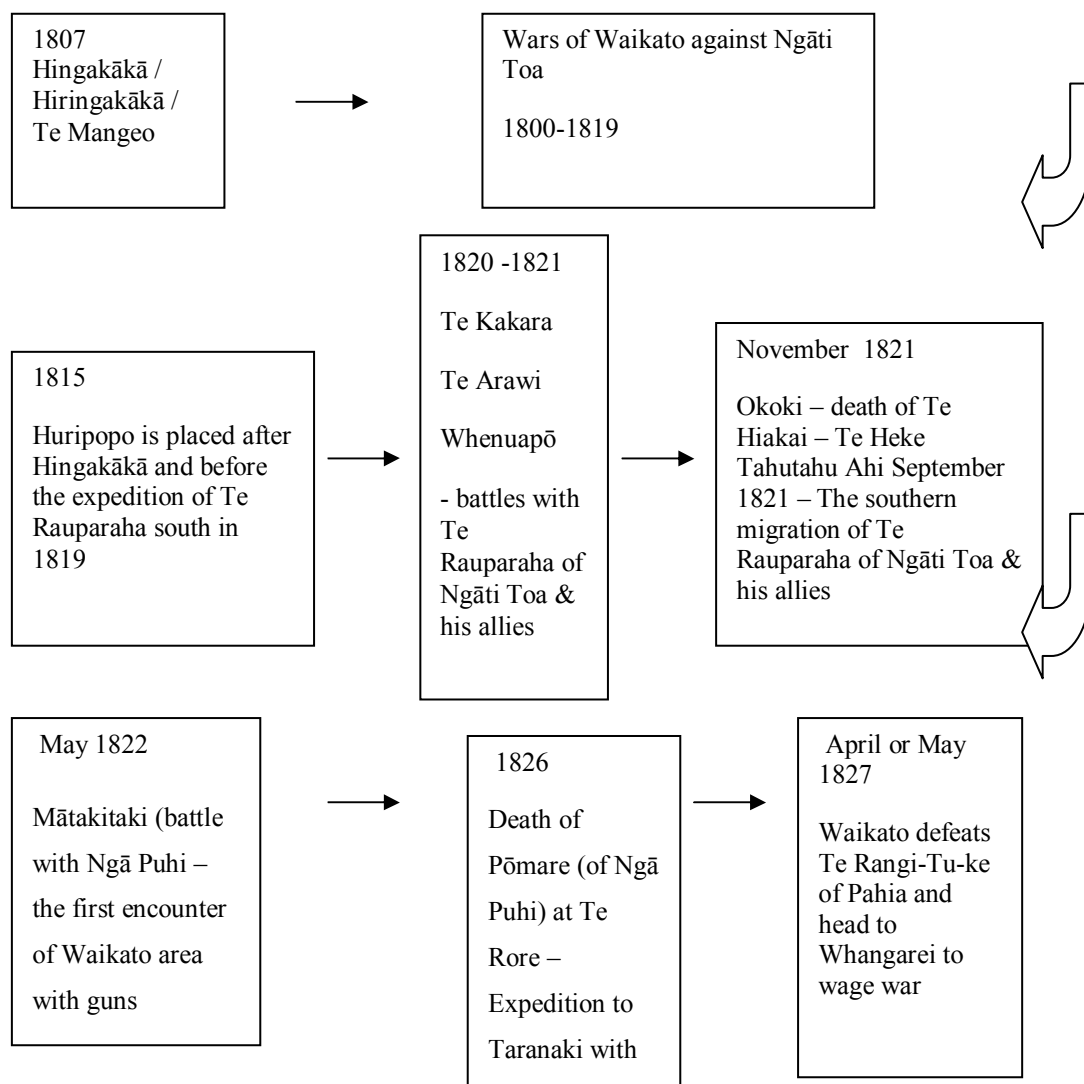 1807
Hingakākā /
Hiringakākā /
Te Mangeo
Wars of Waikato against Ngāti
Toa
1800-1819
1815
Huripopo is placed after
Hingakākā and before
the expedition of Te
Rauparaha south in
1819
1820 -1821
Te Kakara
Te Arawi
Whenuapō
- battles with
Te
Rauparaha of
Ngāti Toa &
his allies
November 1821
Okoki – death of Te
Hiakai – Te Heke
Tahutahu Ahi September
1821 – The southern
migration of Te
Rauparaha of Ngāti Toa &
his allies
May 1822
Mātakitaki (battle
with Ngā Puhi –
the first encounter
of Waikato area
with guns
1826
Death of
Pōmare (of Ngā
Puhi) at Te
Rore –
Expedition to
Taranaki with
April or May
1827
Waikato defeats
Te Rangi-Tu-ke
of Pahia and
head to
Whangarei to
wage war